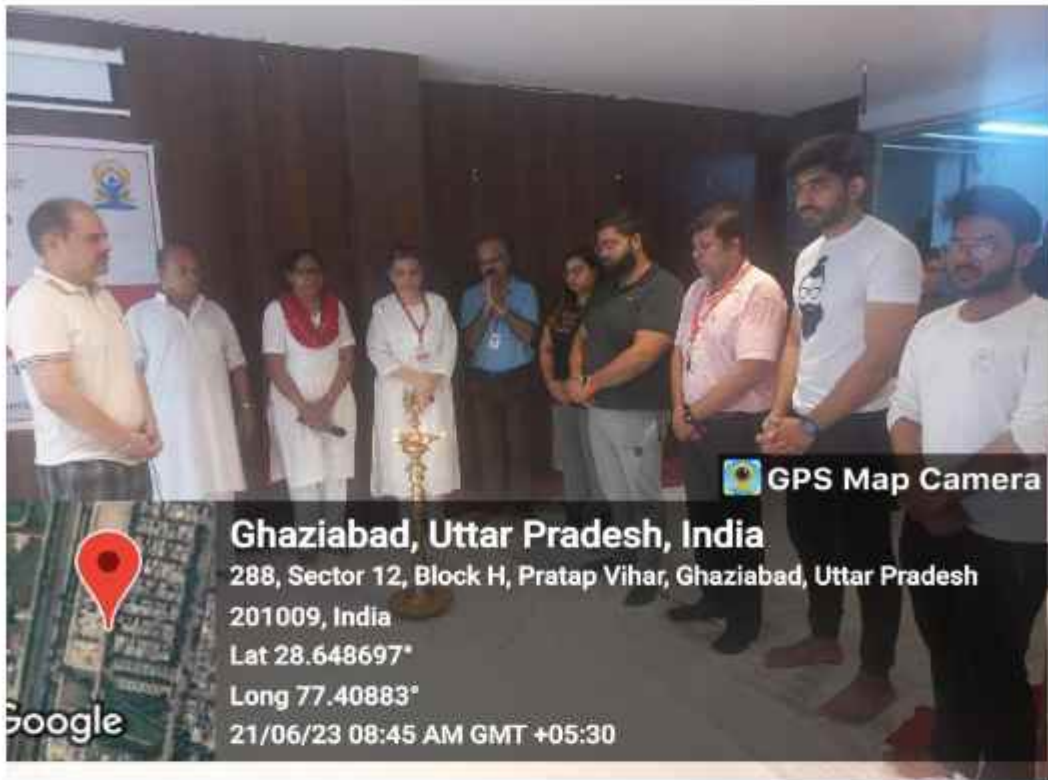 GPS Map Camera
Ghaziabad, Uttar Pradesh, India
288, Sector 12, Block H, Pratap Vihar, Ghaziabad, Uttar Pradesh
201009, India
Lat 28.648697°
Long 77.40883°
21/06/23 08:45 AM GMT +05:30
Google